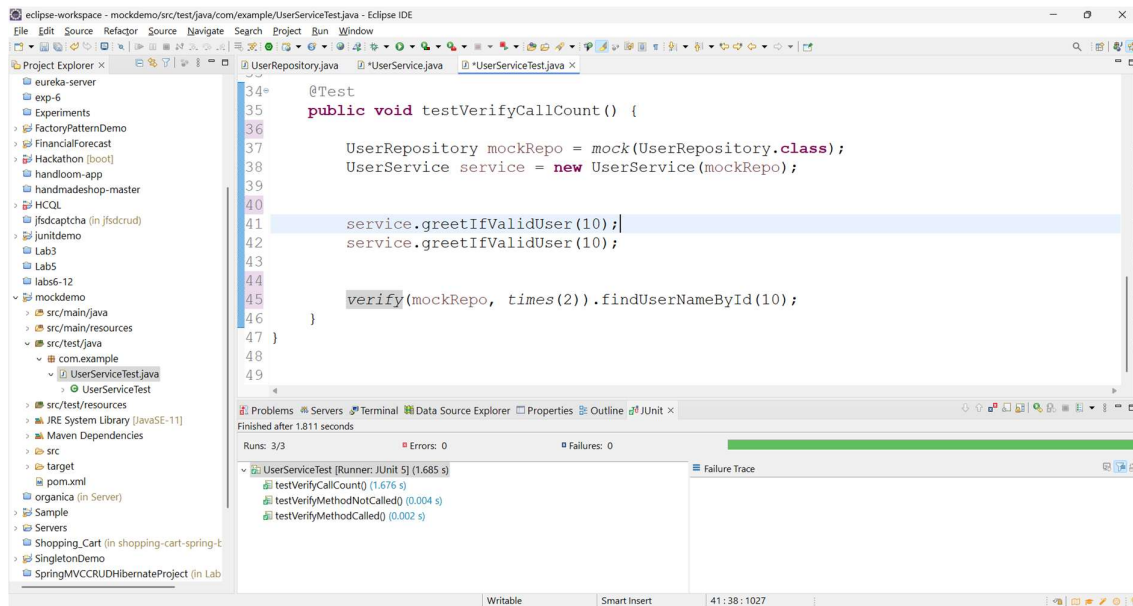 eclipse-workspace - mockdemo/src/test/java/com/example/UserServiceTest.java - Eclipse IDE
File Edit Source Refactor Source Navigate Search Project Run Window
Project Explorer ×
eureka-server
exp-6
Experiments
FactoryPatternDemo
FinancialForecast
Hackathon [boot]
handloom-app
handmadeshop-master
HCQL
jfsdcaptcha (in jfsdcrud)
junitdemo
Lab3
Lab5
labs6-12
mockdemo
src/main/java
src/main/resources
src/test/java
com.example
UserServiceTest.java
UserServiceTest
src/test/resources
JRE System Library [JavaSE-11]
Maven Dependencies
src
target
pom.xml
organica (in Server)
Sample
Servers
Shopping_Cart (in shopping-cart-spring-b
SingletonDemo
SpringMVCCRUDHibernateProject (in Lab
UserRepository.java *UserService.java *UserServiceTest.java ×
34 @Test
35 public void testVerifyCallCount() {
36
37 UserRepository mockRepo = mock(UserRepository.class);
38 UserService service = new UserService(mockRepo);
39
40
41 service.greetIfValidUser(10);
42 service.greetIfValidUser(10);
43
44
45 verify(mockRepo, times(2)).findUserNameById(10);
46 }
47 }
48
49
Problems Servers Terminal Data Source Explorer Properties Outline JUnit ×
Finished after 1.811 seconds
Runs: 3/3 Errors: 0 Failures: 0
UserServiceTest [Runner: JUnit 5] (1.685 s)
testVerifyCallCount() (1.676 s)
testVerifyMethodNotCalled() (0.004 s)
testVerifyMethodCalled() (0.002 s)
Failure Trace
Writable Smart Insert 41 : 38 : 1027